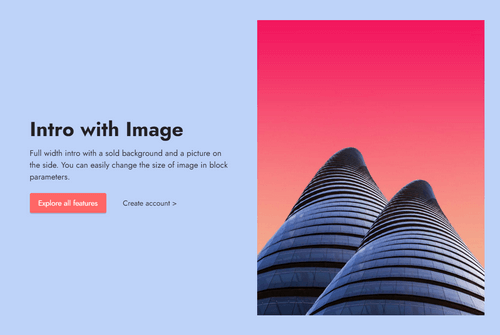 Intro with Image
Full width intro with a sold background and a picture on
the side. You can easily change the size of image in block
parameters.
Explore all features
Create account >